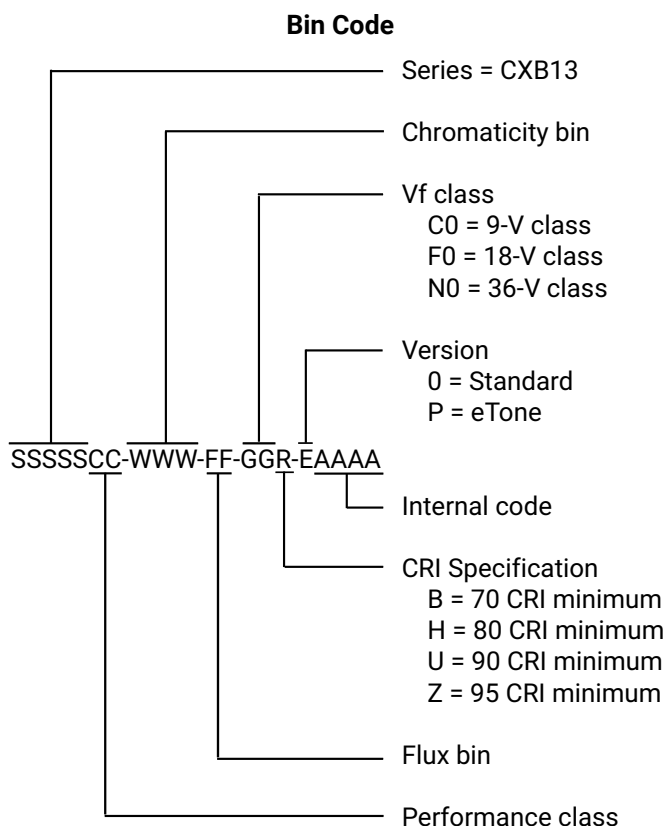 Bin Code
Series = CXB13
Chromaticity bin
Vf class
C0 = 9-V class
F0 = 18-V class
N0 = 36-V class
Version
0 = Standard
P = eTone
SSSSSCC-WWW-FF-GGR-EAAAA
Internal code
CRI Specification
B = 70 CRI minimum
H = 80 CRI minimum
U = 90 CRI minimum
Z = 95 CRI minimum
Flux bin
Performance class